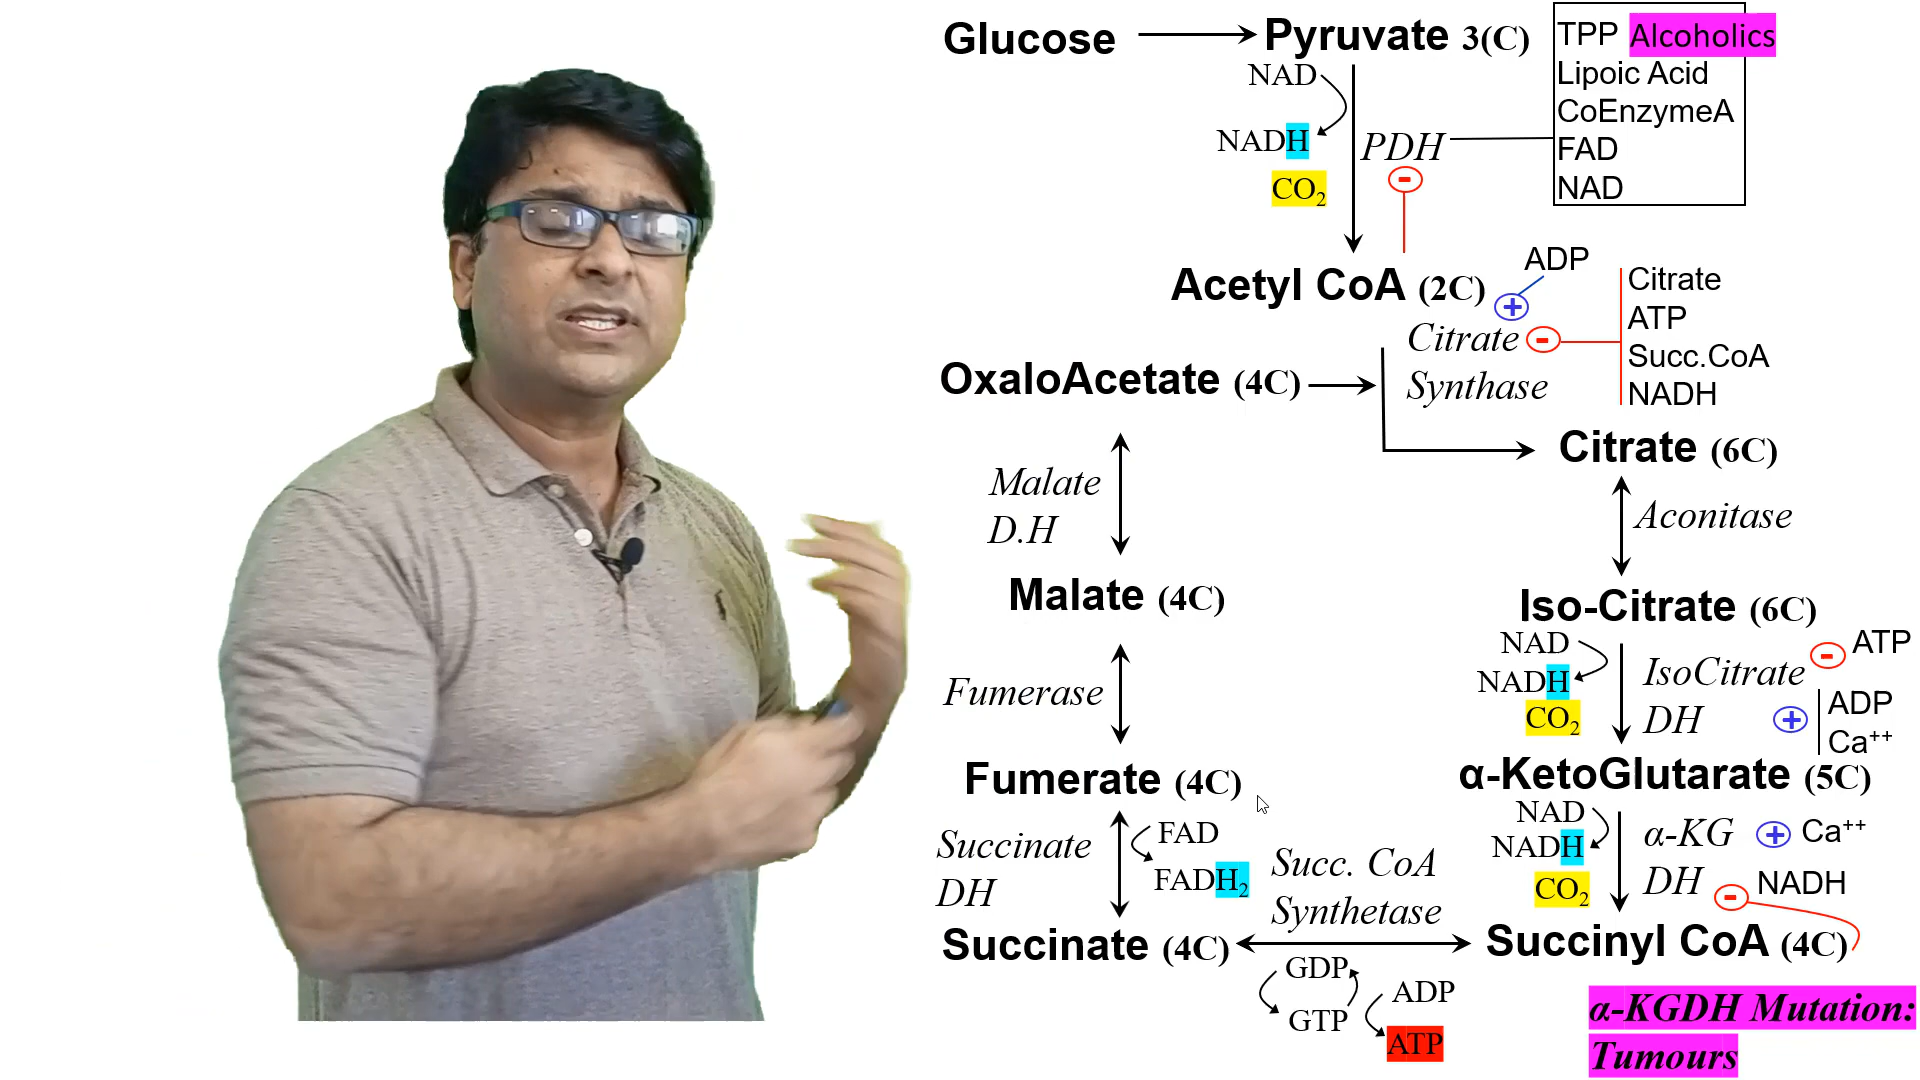 Glucose
Pyruvate 3(C)
TPP Alcoholics
Lipoic Acid
CoEnzymeA
FAD
NAD
NAD
NADH
CO₂
PDH
-
Acetyl CoA (2C)
ADP
+
Citrate
Synthase
-
Citrate
ATP
Succ.CoA
NADH
OxaloAcetate (4C)
Citrate (6C)
Malate
D.H
Aconitase
Malate (4C)
Iso-Citrate (6C)
NAD
NADH
CO₂
IsoCitrate
DH
-
ATP
+
ADP
Ca⁺⁺
Fumerase
Fumerate (4C)
α-KetoGlutarate (5C)
NAD
NADH
CO₂
α-KG
DH
+
Ca⁺⁺
-
NADH
Succinate
DH
FAD
FADH₂
Succ. CoA
Synthetase
Succinate (4C)
Succinyl CoA (4C)
GDP
GTP
ADP
ATP
α-KGDH Mutation:
Tumours